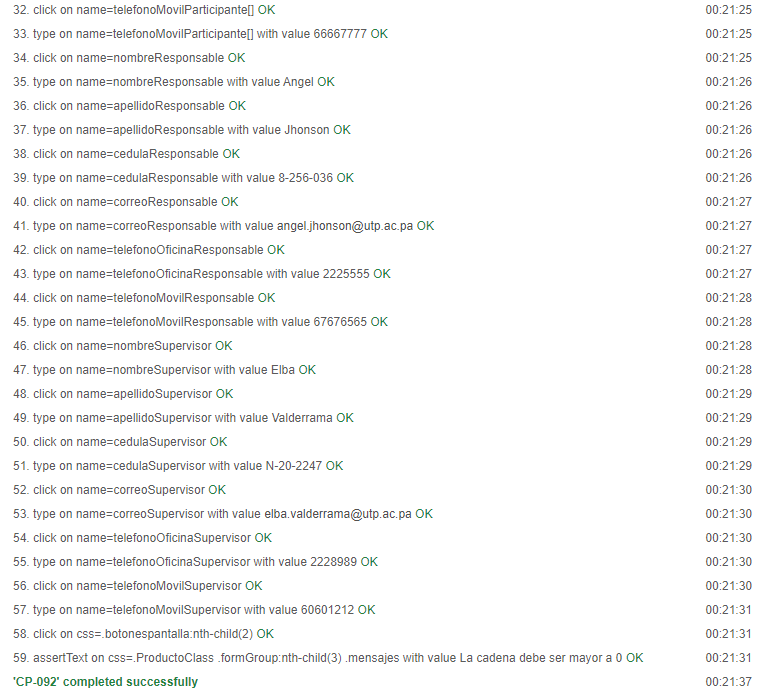 32. click on name=telefonoMovilParticipante[] OK 00:21:25
33. type on name=telefonoMovilParticipante[] with value 66667777 OK 00:21:25
34. click on name=nombreResponsable OK 00:21:25
35. type on name=nombreResponsable with value Angel OK 00:21:26
36. click on name=apellidoResponsable OK 00:21:26
37. type on name=apellidoResponsable with value Jhonson OK 00:21:26
38. click on name=cedulaResponsable OK 00:21:26
39. type on name=cedulaResponsable with value 8-256-036 OK 00:21:26
40. click on name=correoResponsable OK 00:21:27
41. type on name=correoResponsable with value angel.jhonson@utp.ac.pa OK 00:21:27
42. click on name=telefonoOficinaResponsable OK 00:21:27
43. type on name=telefonoOficinaResponsable with value 2225555 OK 00:21:27
44. click on name=telefonoMovilResponsable OK 00:21:28
45. type on name=telefonoMovilResponsable with value 67676565 OK 00:21:28
46. click on name=nombreSupervisor OK 00:21:28
47. type on name=nombreSupervisor with value Elba OK 00:21:28
48. click on name=apellidoSupervisor OK 00:21:29
49. type on name=apellidoSupervisor with value Valderrama OK 00:21:29
50. click on name=cedulaSupervisor OK 00:21:29
51. type on name=cedulaSupervisor with value N-20-2247 OK 00:21:29
52. click on name=correoSupervisor OK 00:21:30
53. type on name=correoSupervisor with value elba.valderrama@utp.ac.pa OK 00:21:30
54. click on name=telefonoOficinaSupervisor OK 00:21:30
55. type on name=telefonoOficinaSupervisor with value 2228989 OK 00:21:30
56. click on name=telefonoMovilSupervisor OK 00:21:30
57. type on name=telefonoMovilSupervisor with value 60601212 OK 00:21:31
58. click on css=.botonespantalla:nth-child(2) OK 00:21:31
59. assertText on css=.ProductoClass .formGroup:nth-child(3) .mensajes with value La cadena debe ser mayor a 0 OK 00:21:31
'CP-092' completed successfully 00:21:37